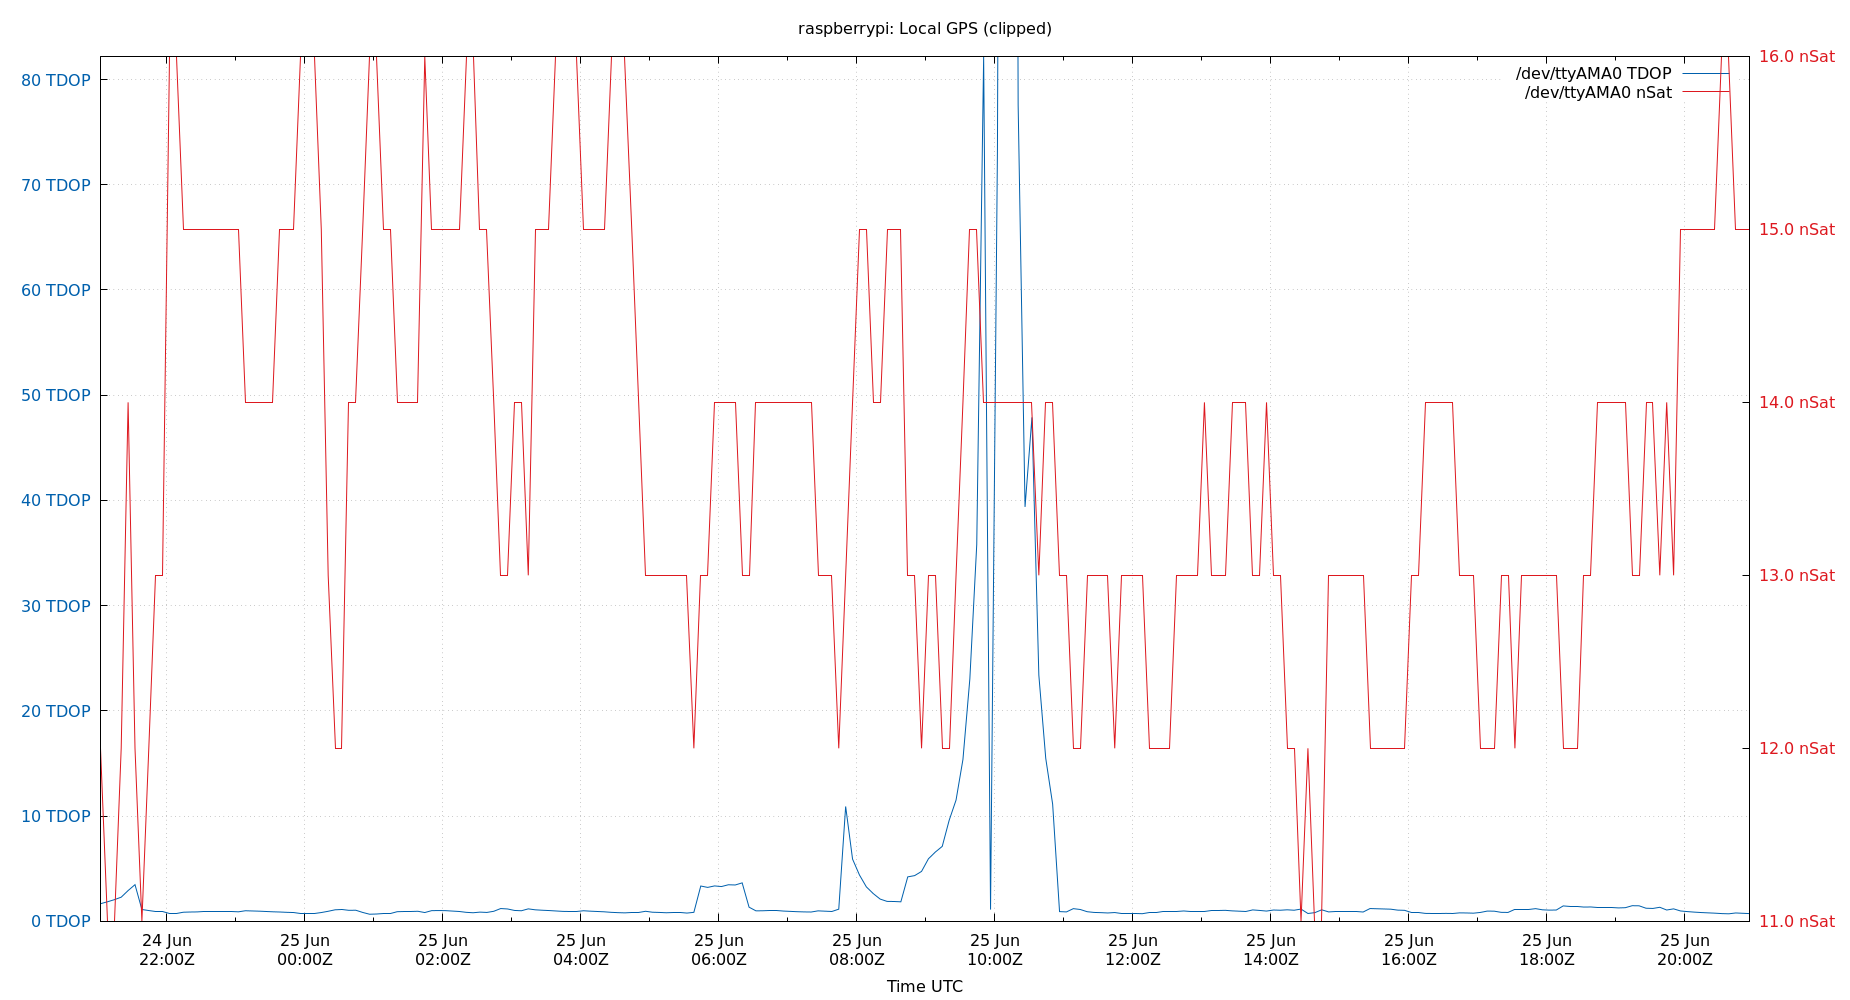 raspberrypi: Local GPS (clipped)
/dev/ttyAMA0 TDOP
/dev/ttyAMA0 nSat
80 TDOP
70 TDOP
60 TDOP
50 TDOP
40 TDOP
30 TDOP
20 TDOP
10 TDOP
0 TDOP
16.0 nSat
15.0 nSat
14.0 nSat
13.0 nSat
12.0 nSat
11.0 nSat
24 Jun
22:00Z
25 Jun
00:00Z
25 Jun
02:00Z
25 Jun
04:00Z
25 Jun
06:00Z
25 Jun
08:00Z
25 Jun
10:00Z
25 Jun
12:00Z
25 Jun
14:00Z
25 Jun
16:00Z
25 Jun
18:00Z
25 Jun
20:00Z
Time UTC